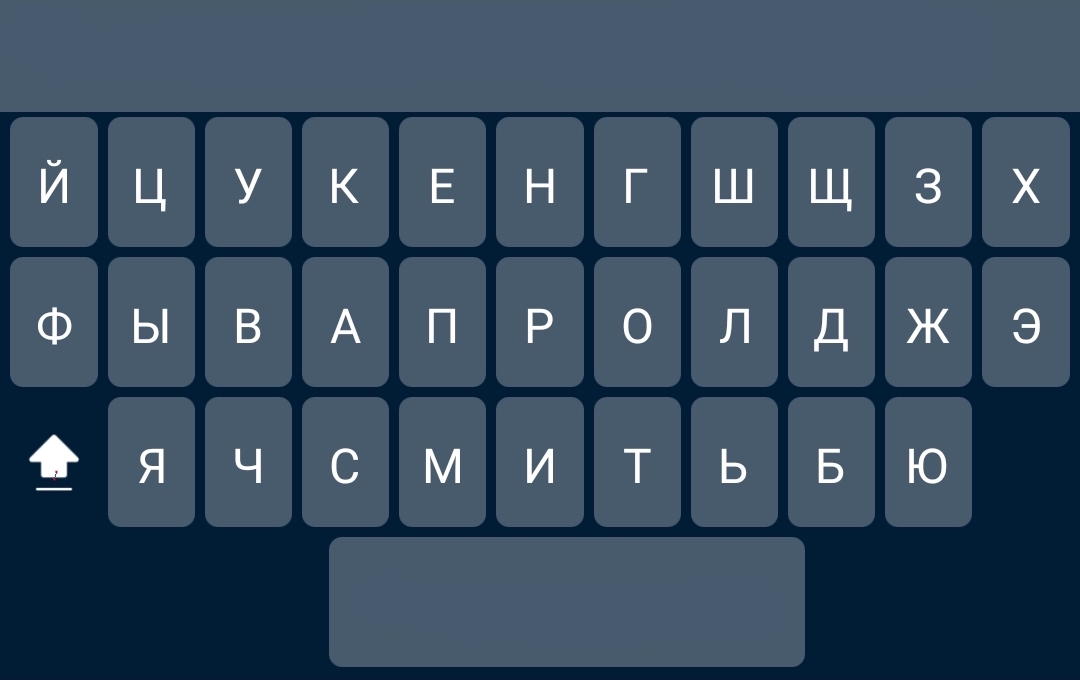 Й Ц У К Е Н Г Ш Щ З Х
Ф Ы В А П Р О Л Д Ж Э
Я Ч С М И Т Ь Б Ю